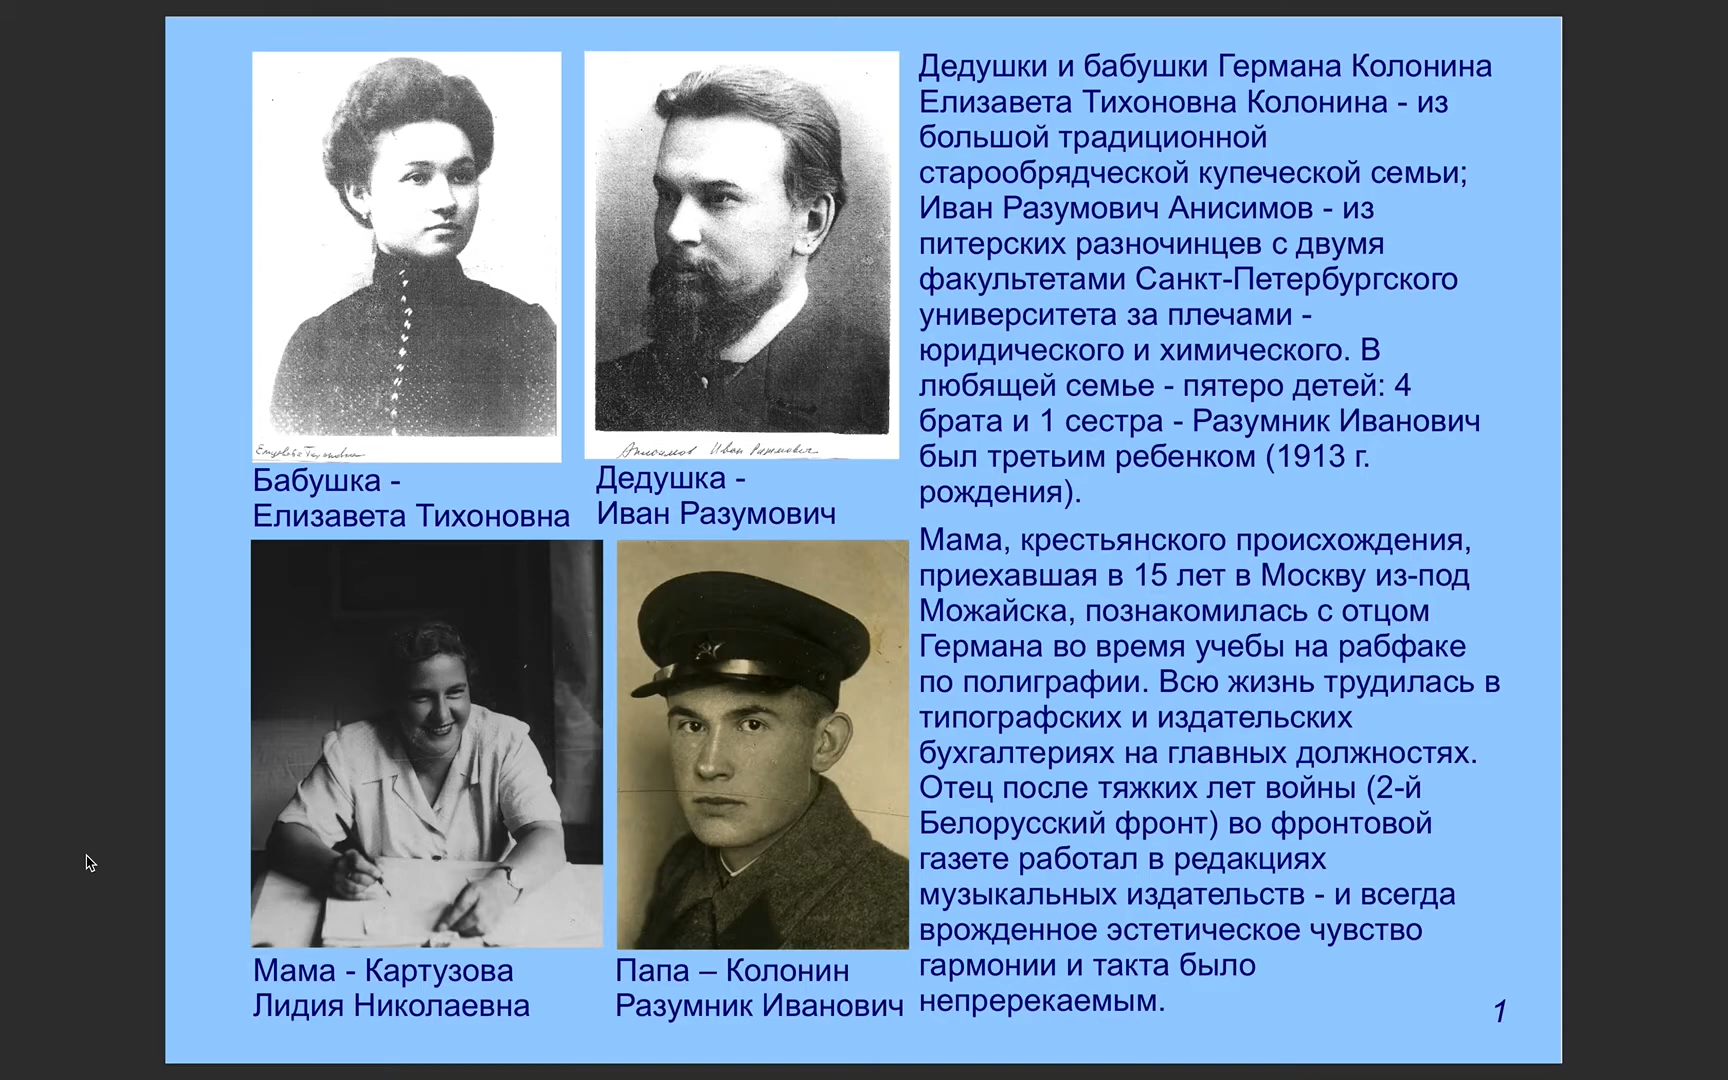 Елизавета Тихоновна
Анисимов Иван Разумович
Бабушка -
Елизавета Тихоновна
Дедушка -
Иван Разумович
Мама - Картузова
Лидия Николаевна
Папа – Колонин
Разумник Иванович
Дедушки и бабушки Германа Колонина
Елизавета Тихоновна Колонина - из
большой традиционной
старообрядческой купеческой семьи;
Иван Разумович Анисимов - из
питерских разночинцев с двумя
факультетами Санкт-Петербургского
университета за плечами -
юридического и химического. В
любящей семье - пятеро детей: 4
брата и 1 сестра - Разумник Иванович
был третьим ребенком (1913 г.
рождения).
Мама, крестьянского происхождения,
приехавшая в 15 лет в Москву из-под
Можайска, познакомилась с отцом
Германа во время учебы на рабфаке
по полиграфии. Всю жизнь трудилась в
типографских и издательских
бухгалтериях на главных должностях.
Отец после тяжких лет войны (2-й
Белорусский фронт) во фронтовой
газете работал в редакциях
музыкальных издательств - и всегда
врожденное эстетическое чувство
гармонии и такта было
непререкаемым.
1